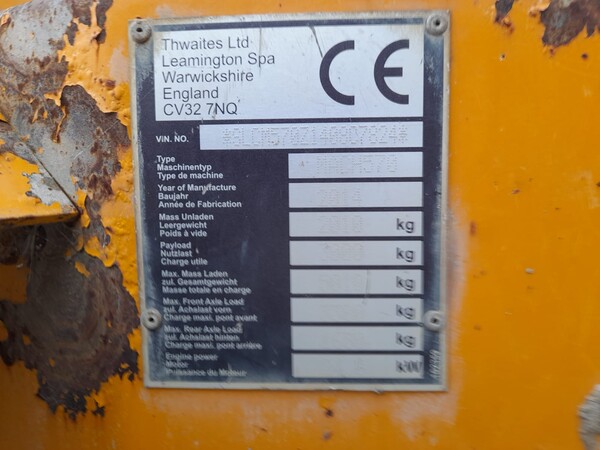 Thwaites Ltd
Leamington Spa
Warwickshire
England
CV32 7NQ
CE
VIN. NO.
Type
Maschinentyp
Type de machine
Year of Manufacture
Baujahr
Année de Fabrication
Mass Unladen
Leergewicht
Poids à vide
kg
Payload
Nutzlast
Charge utile
kg
Max. Mass Laden
zul. Gesamtgewicht
Masse totale en charge
kg
Max. Front Axle Load
zul. Achslast vorn
Charge maxi. pont avant
kg
Max. Rear Axle Load
zul. Achslast hinten
Charge maxi. pont arrière
kg
Engine power
Motor
Puissance du Moteur
kW